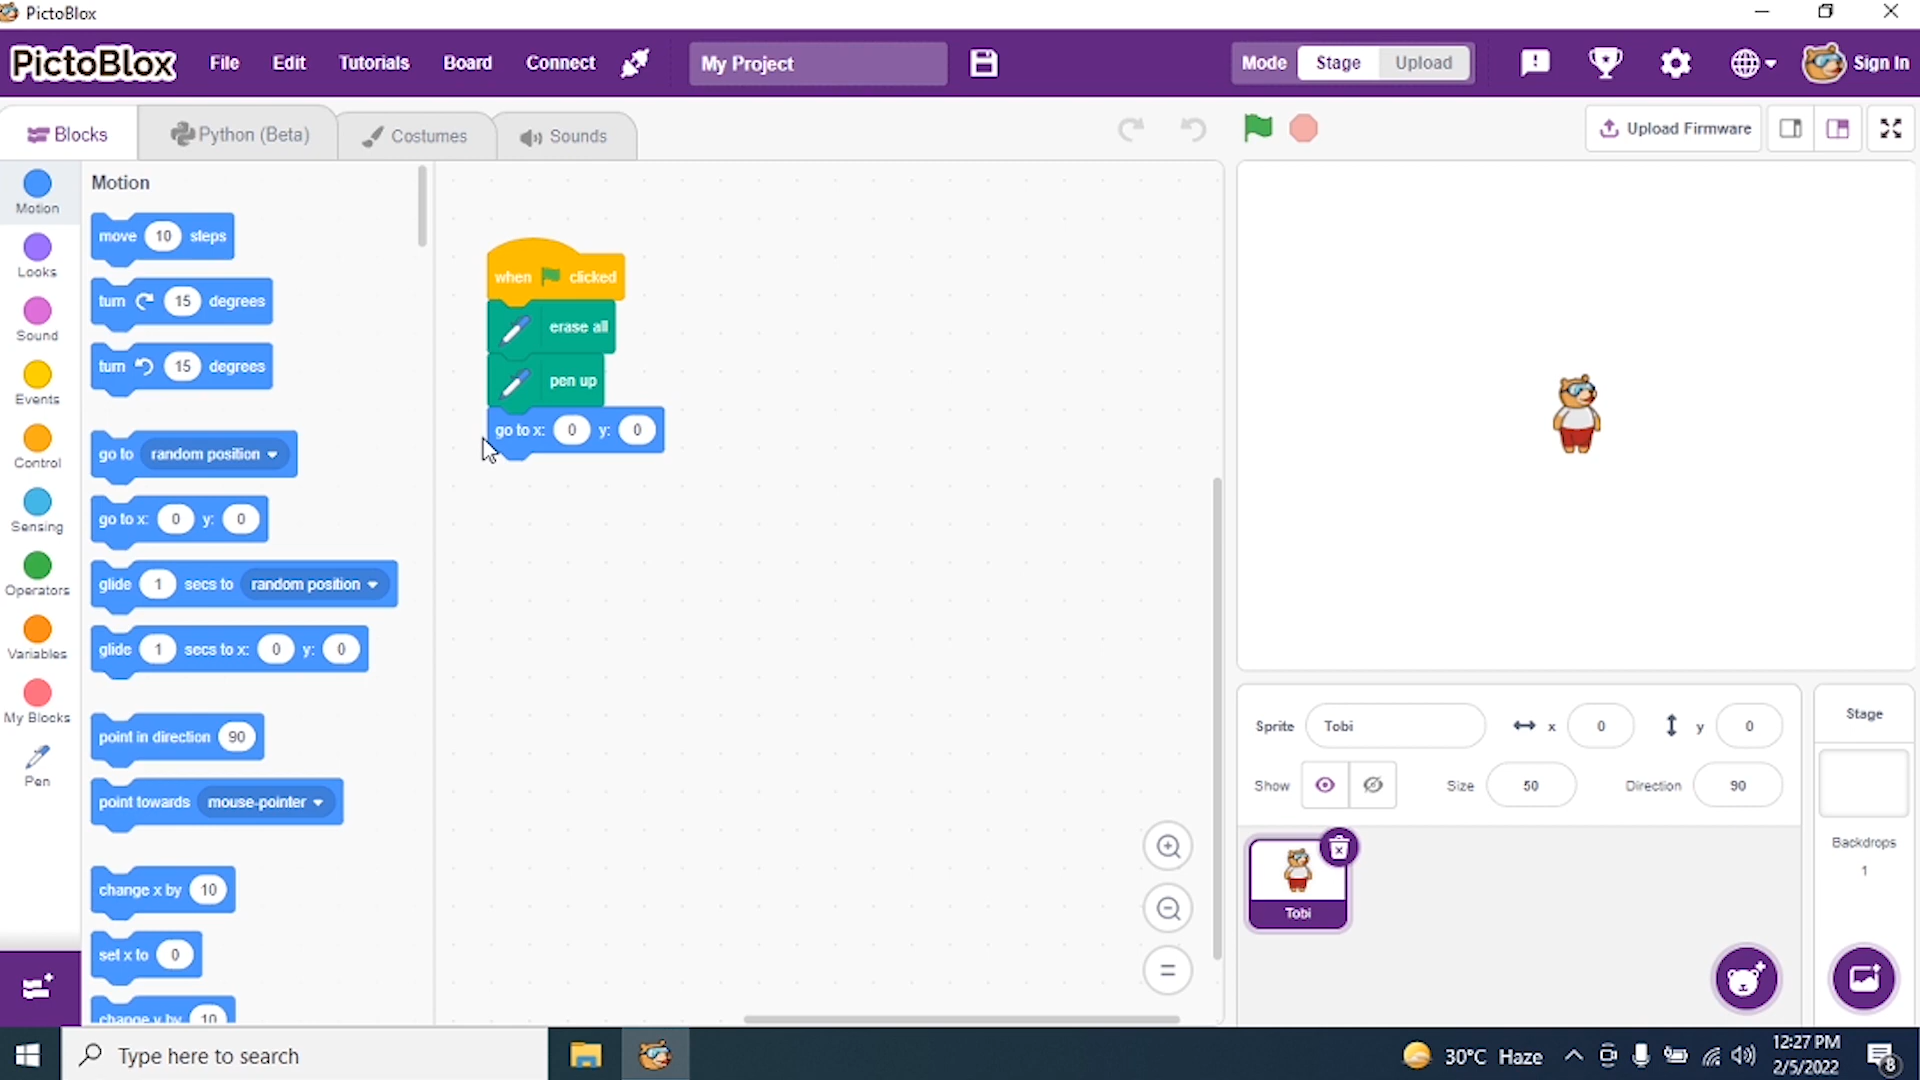 PictoBlox
PictoBlox File Edit Tutorials Board Connect My Project Mode Stage Upload Sign In
Blocks Python (Beta) Costumes Sounds Upload Firmware
Motion
Looks
Sound
Events
Control
Sensing
Operators
Variables
My Blocks
Pen
Motion
move 10 steps
turn 15 degrees
turn 15 degrees
go to random position
go to x: 0 y: 0
glide 1 secs to random position
glide 1 secs to x: 0 y: 0
point in direction 90
point towards mouse-pointer
change x by 10
set x to 0
change y by 10
when clicked
erase all
pen up
go to x: 0 y: 0
Sprite Tobi x 0 y 0
Show Size 50 Direction 90
Tobi
Stage
Backdrops
1
Type here to search
30°C Haze
12:27 PM
2/5/2022
8